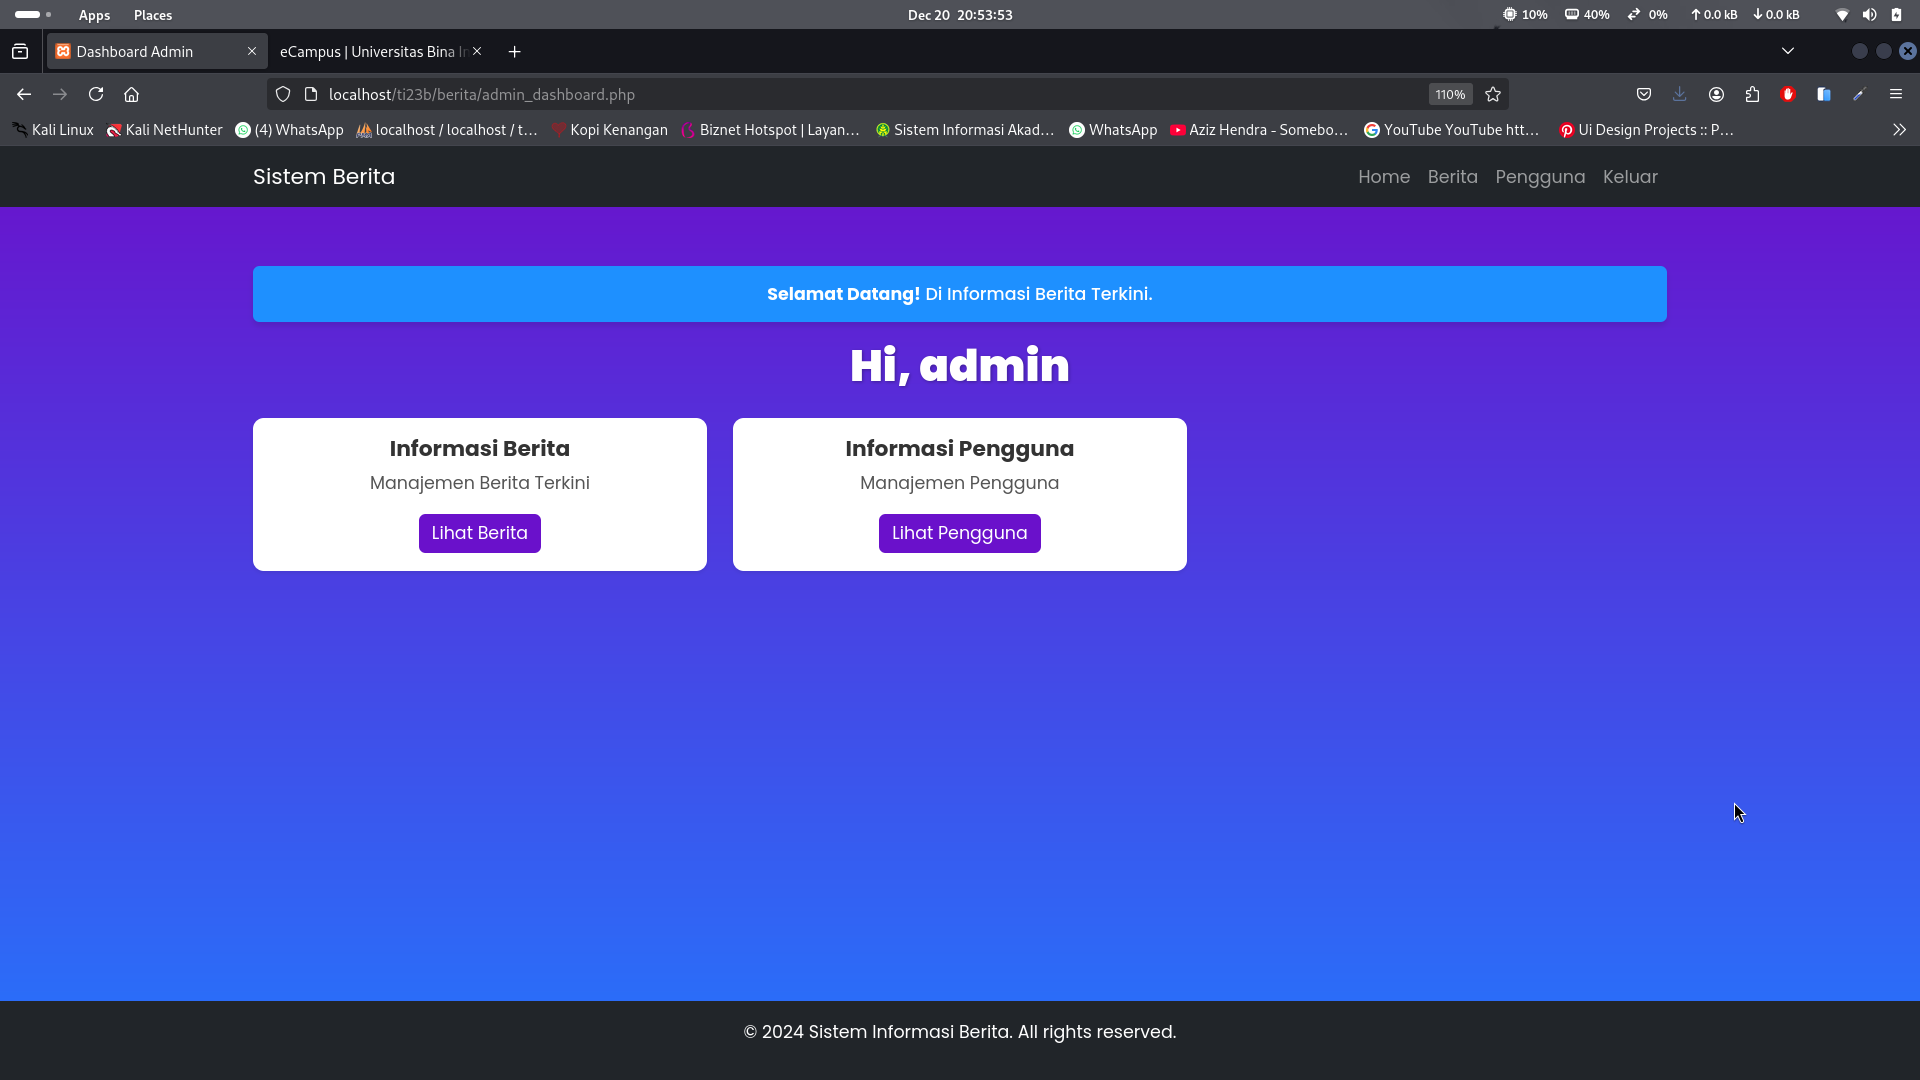 Apps Places Dec 20 20:53:53 10% 40% 0% 0.0 kB 0.0 kB
Dashboard Admin eCampus | Universitas Bina In
localhost/ti23b/berita/admin_dashboard.php 110%
Kali Linux Kali NetHunter (4) WhatsApp localhost / localhost / t... Kopi Kenangan Biznet Hotspot | Layan... Sistem Informasi Akad... WhatsApp Aziz Hendra - Somebo... YouTube YouTube htt... Ui Design Projects :: P...
Sistem Berita Home Berita Pengguna Keluar
Selamat Datang! Di Informasi Berita Terkini.
Hi, admin
Informasi Berita
Manajemen Berita Terkini
Lihat Berita
Informasi Pengguna
Manajemen Pengguna
Lihat Pengguna
© 2024 Sistem Informasi Berita. All rights reserved.